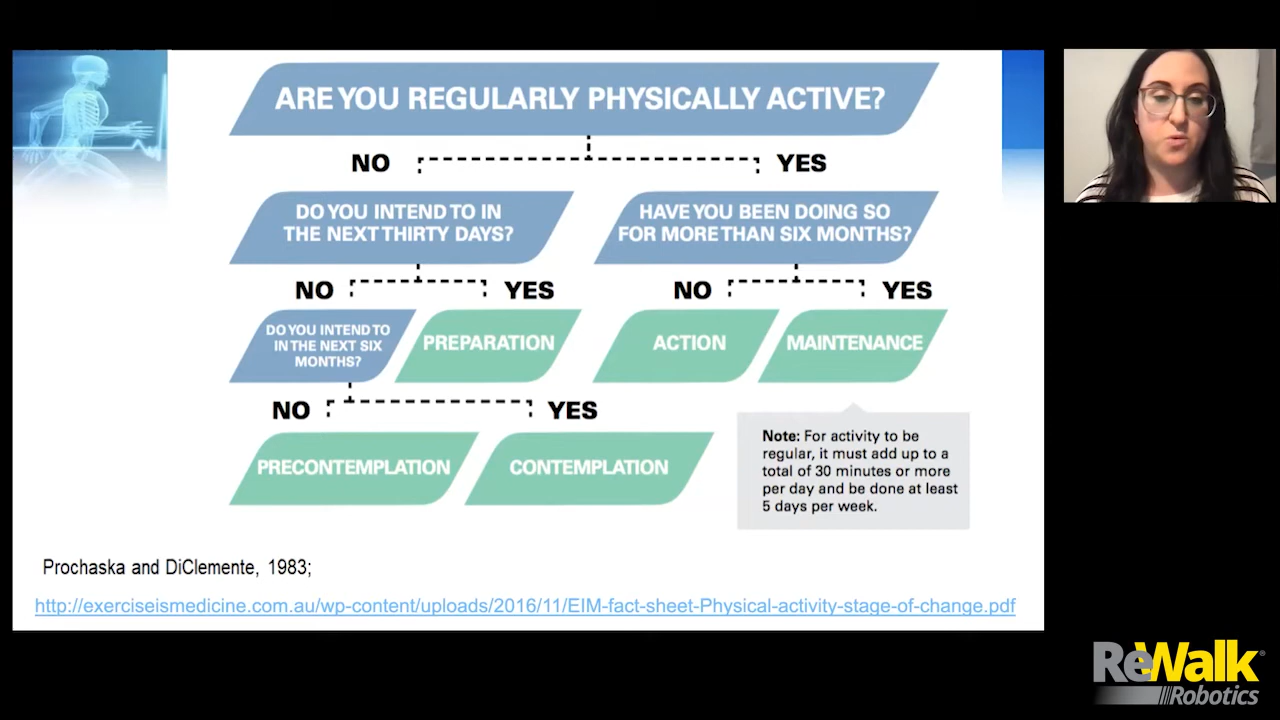 ARE YOU REGULARLY PHYSICALLY ACTIVE?
NO
YES
DO YOU INTEND TO IN
THE NEXT THIRTY DAYS?
HAVE YOU BEEN DOING SO
FOR MORE THAN SIX MONTHS?
NO
YES
NO
YES
DO YOU INTEND TO
IN THE NEXT SIX
MONTHS?
PREPARATION
ACTION
MAINTENANCE
NO
YES
PRECONTEMPLATION
CONTEMPLATION
Note: For activity to be
regular, it must add up to a
total of 30 minutes or more
per day and be done at least
5 days per week.
Prochaska and DiClemente, 1983;
http://exerciseismedicine.com.au/wp-content/uploads/2016/11/EIM-fact-sheet-Physical-activity-stage-of-change.pdf
ReWalk®
Robotics